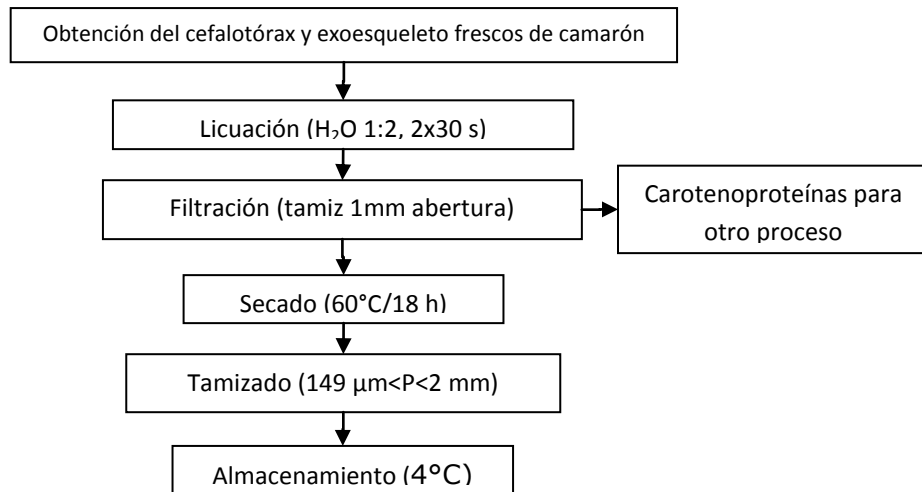 Obtención del cefalotórax y exoesqueleto frescos de camarón
Licuación (H₂O 1:2, 2x30 s)
Filtración (tamiz 1mm abertura)
Carotenoproteínas para
otro proceso
Secado (60°C/18 h)
Tamizado (149 µm<P<2 mm)
Almacenamiento (4°C)